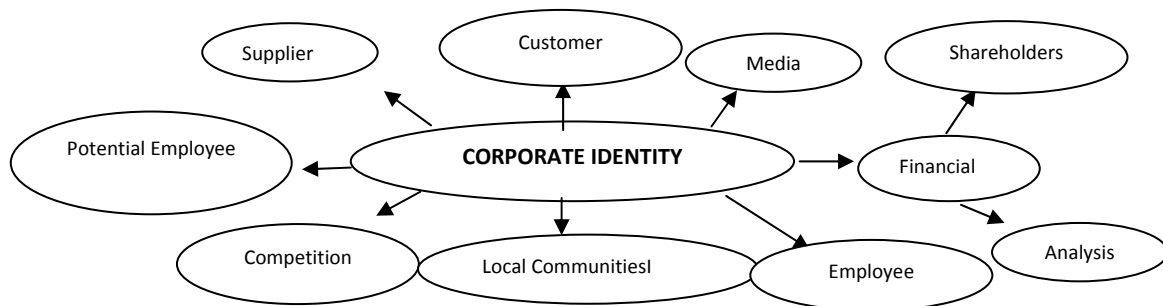 Customer
Supplier
Media
Shareholders
Potential Employee
CORPORATE IDENTITY
Financial
Competition
Local CommunitiesI
Employee
Analysis